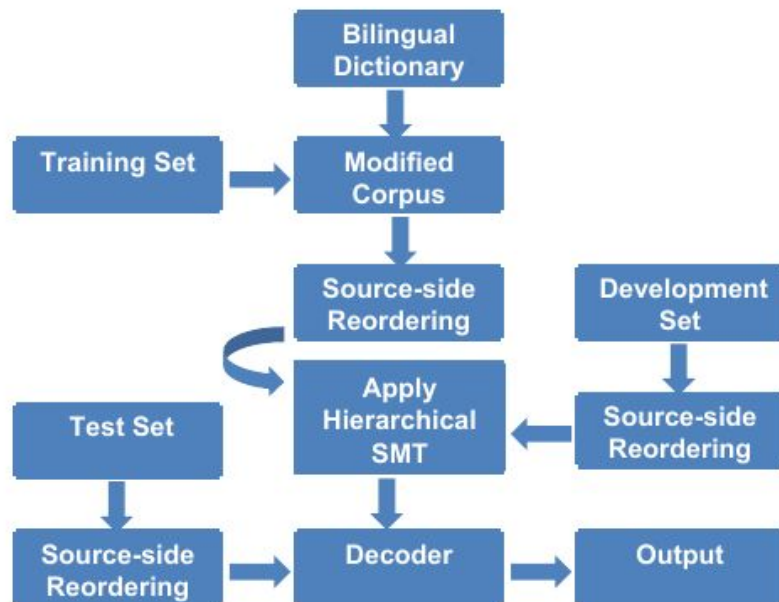 Bilingual
Dictionary
Training Set
Modified
Corpus
Source-side
Reordering
Development
Set
Apply
Hierarchical
SMT
Test Set
Source-side
Reordering
Source-side
Reordering
Decoder
Output